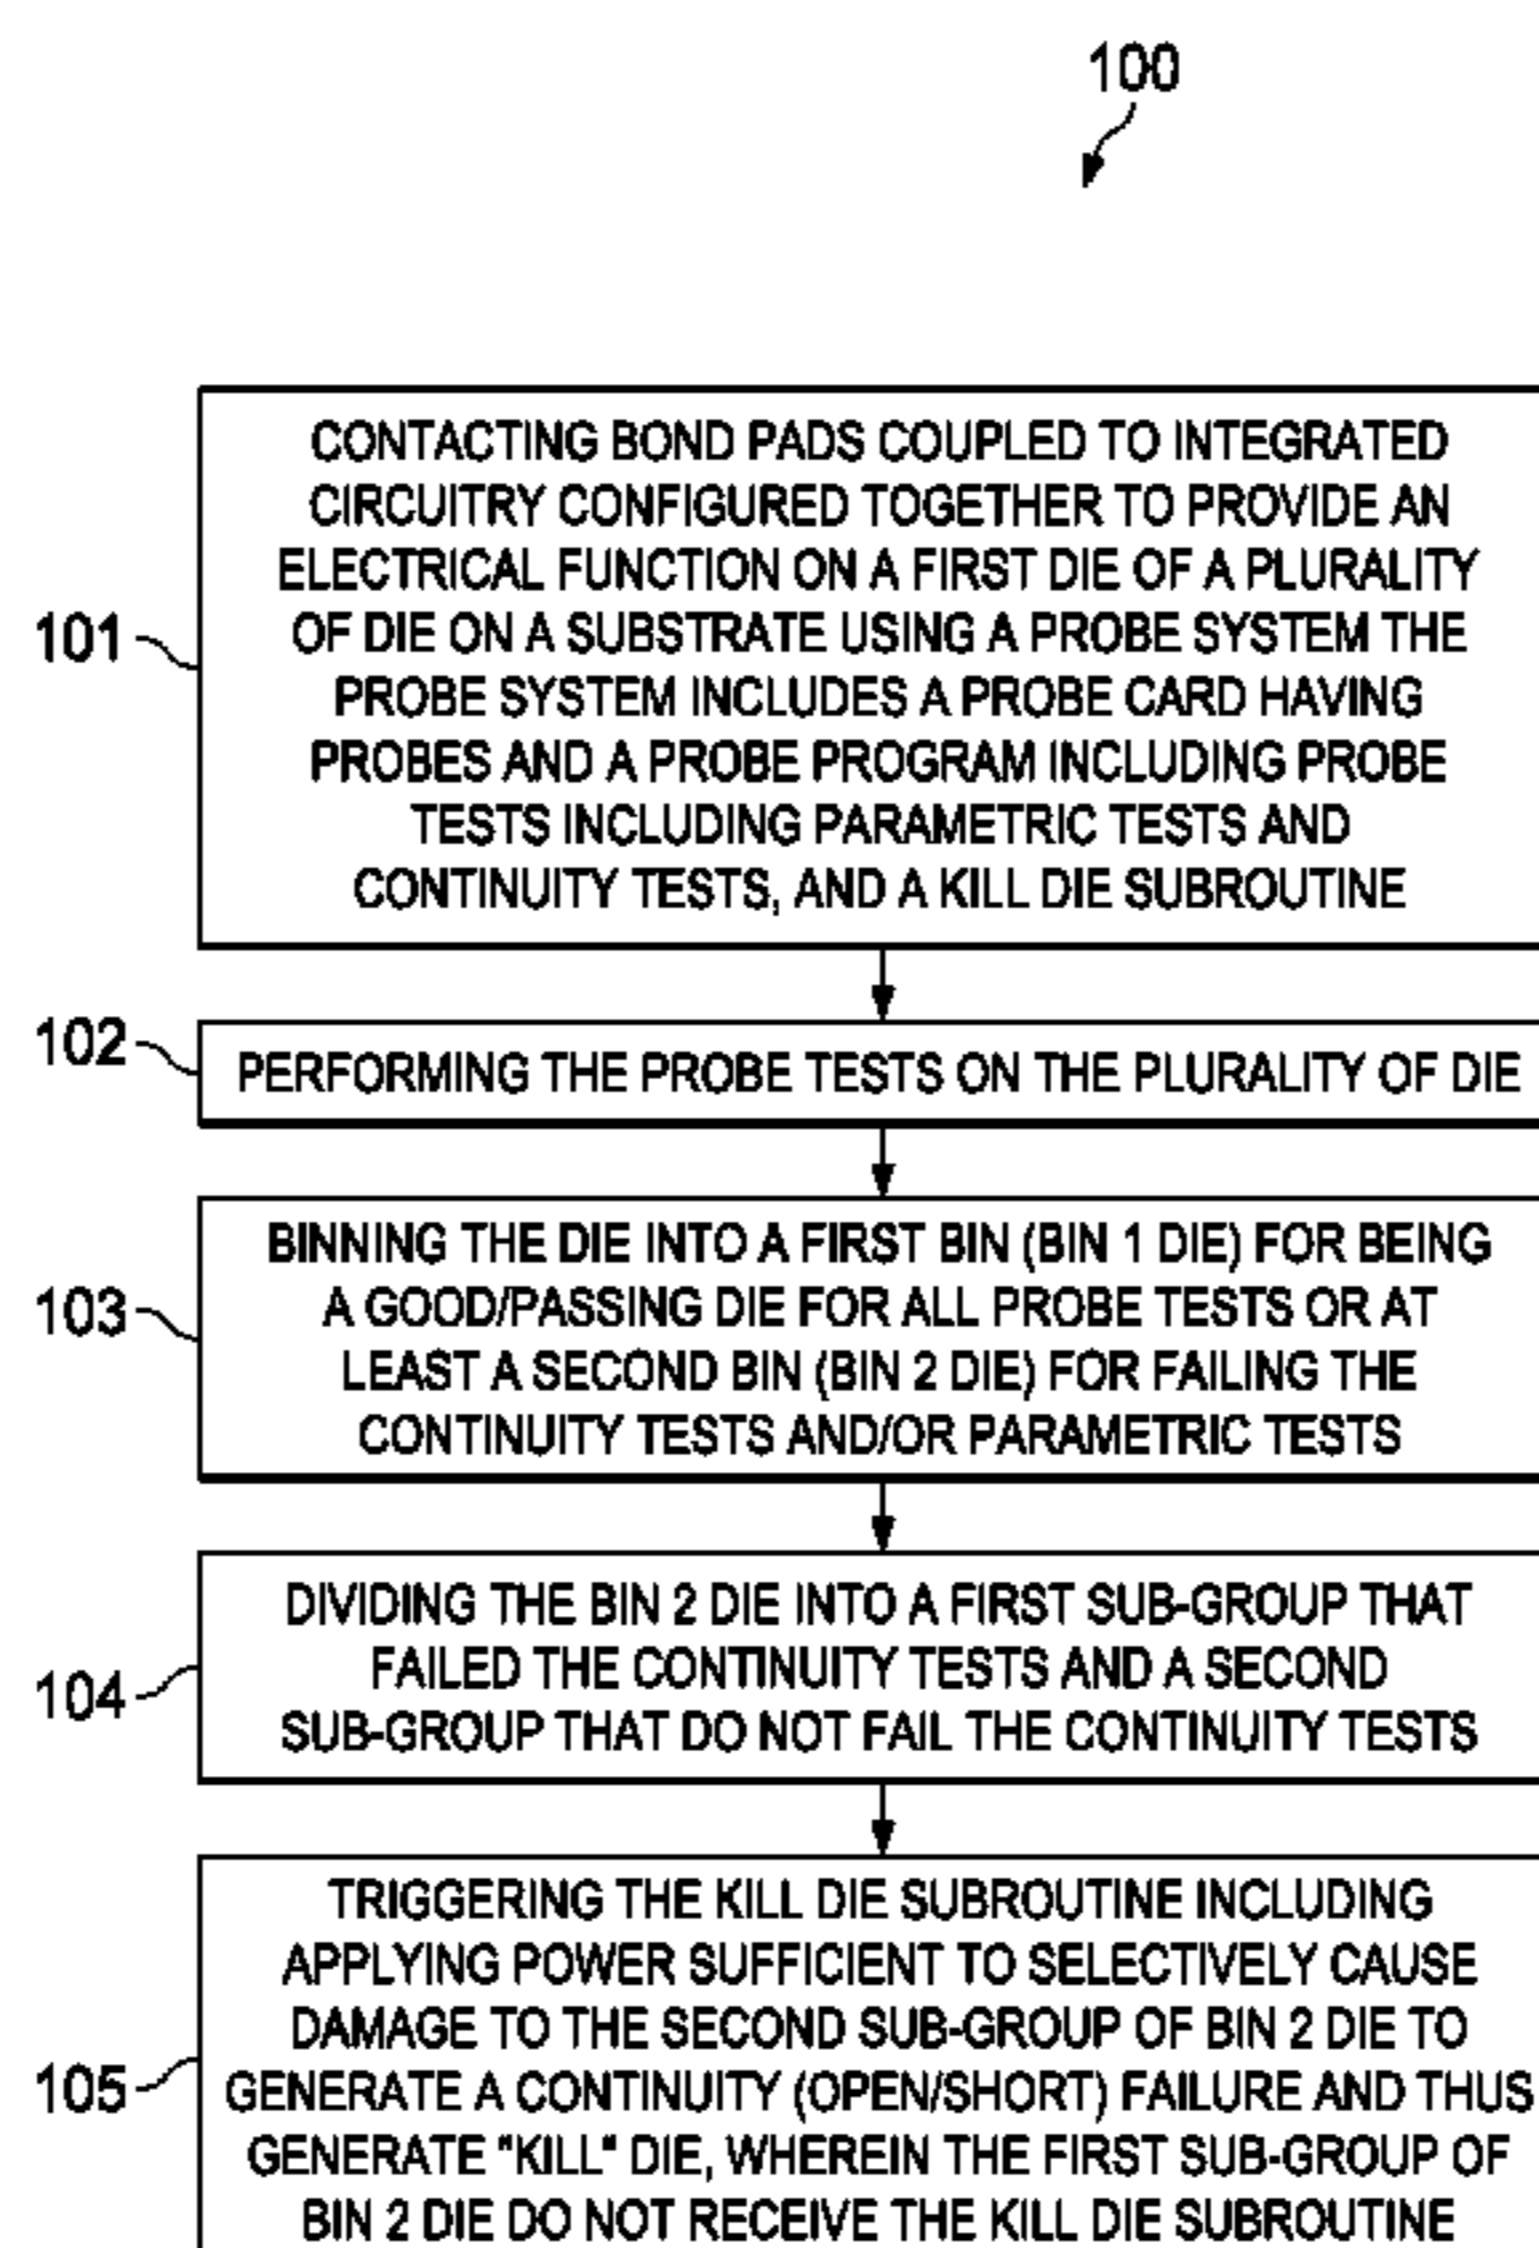 100
101
CONTACTING BOND PADS COUPLED TO INTEGRATED
CIRCUITRY CONFIGURED TOGETHER TO PROVIDE AN
ELECTRICAL FUNCTION ON A FIRST DIE OF A PLURALITY
OF DIE ON A SUBSTRATE USING A PROBE SYSTEM THE
PROBE SYSTEM INCLUDES A PROBE CARD HAVING
PROBES AND A PROBE PROGRAM INCLUDING PROBE
TESTS INCLUDING PARAMETRIC TESTS AND
CONTINUITY TESTS, AND A KILL DIE SUBROUTINE
102
PERFORMING THE PROBE TESTS ON THE PLURALITY OF DIE
103
BINNING THE DIE INTO A FIRST BIN (BIN 1 DIE) FOR BEING
A GOOD/PASSING DIE FOR ALL PROBE TESTS OR AT
LEAST A SECOND BIN (BIN 2 DIE) FOR FAILING THE
CONTINUITY TESTS AND/OR PARAMETRIC TESTS
104
DIVIDING THE BIN 2 DIE INTO A FIRST SUB-GROUP THAT
FAILED THE CONTINUITY TESTS AND A SECOND
SUB-GROUP THAT DO NOT FAIL THE CONTINUITY TESTS
105
TRIGGERING THE KILL DIE SUBROUTINE INCLUDING
APPLYING POWER SUFFICIENT TO SELECTIVELY CAUSE
DAMAGE TO THE SECOND SUB-GROUP OF BIN 2 DIE TO
GENERATE A CONTINUITY (OPEN/SHORT) FAILURE AND THUS
GENERATE "KILL" DIE, WHEREIN THE FIRST SUB-GROUP OF
BIN 2 DIE DO NOT RECEIVE THE KILL DIE SUBROUTINE